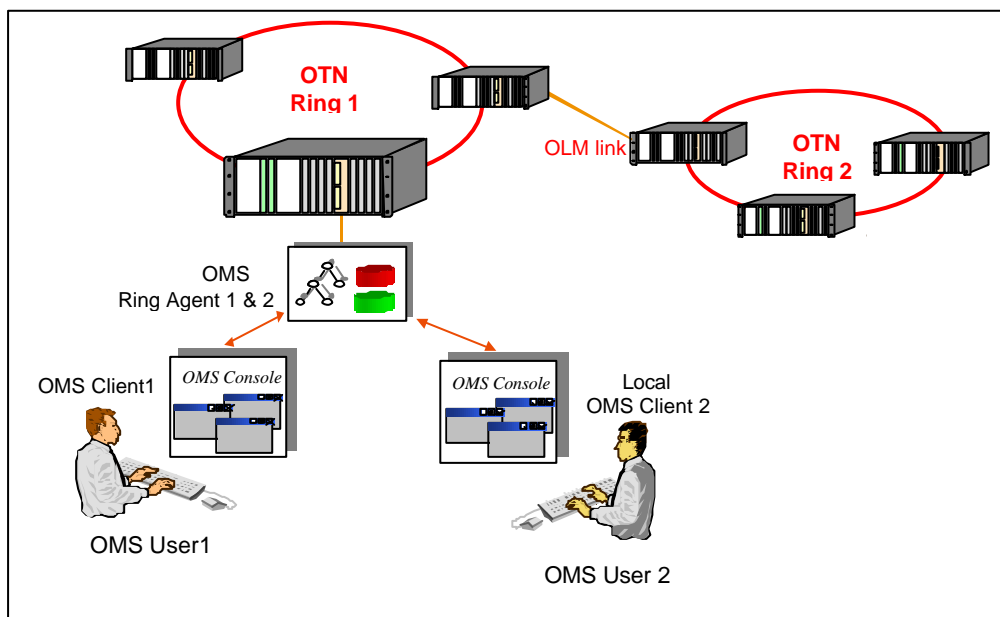 OTN
Ring 1
OLM link
OTN
Ring 2
OMS
Ring Agent 1 & 2
OMS Client1
OMS Console
OMS Console
Local
OMS Client 2
OMS User1
OMS User 2